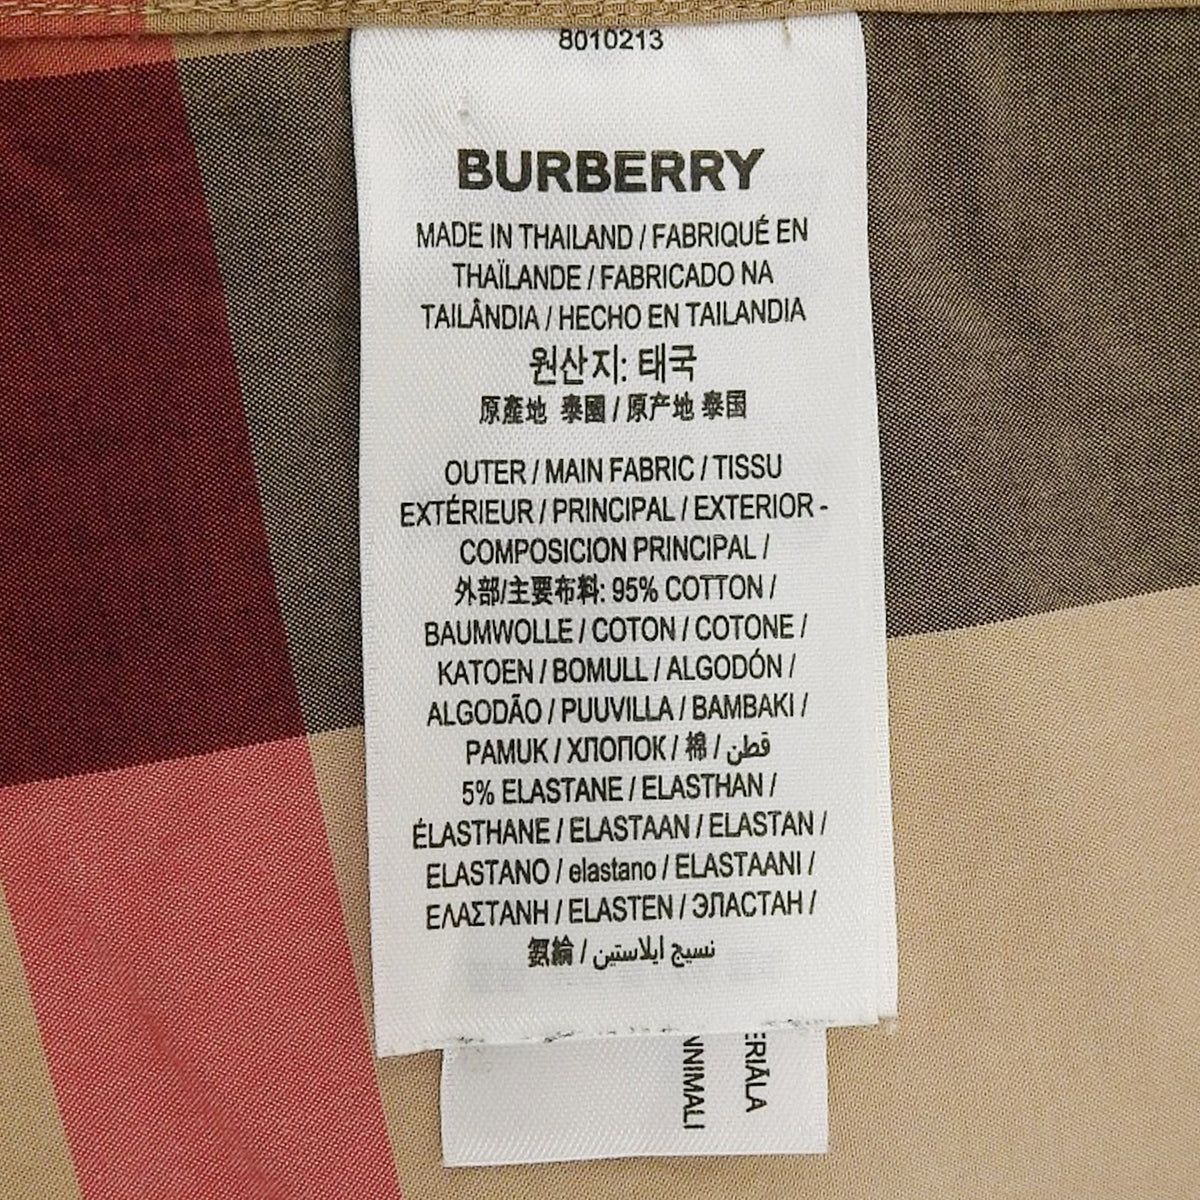 8010213
BURBERRY
MADE IN THAILAND / FABRIQUÉ EN
THAÏLANDE / FABRICADO NA
TAILÂNDIA / HECHO EN TAILANDIA
원산지: 태국
原產地 泰國 / 原产地 泰国
OUTER / MAIN FABRIC / TISSU
EXTÉRIEUR / PRINCIPAL / EXTERIOR -
COMPOSICION PRINCIPAL /
外部/主要布料: 95% COTTON /
BAUMWOLLE / COTON / COTONE /
KATOEN / BOMULL / ALGODÓN /
ALGODÃO / PUUVILLA / BAMBAKI /
PAMUK / ХЛОПОК / 棉 / قطن
5% ELASTANE / ELASTHAN /
ÉLASTHANE / ELASTAAN / ELASTAN /
ELASTANO / elastano / ELASTAANI /
ΕΛΑΣΤΑΝΗ / ELASTEN / ЭЛАСТАН /
氨綸 / نسيج ايلاستين
ERIĀLA
NNIMALI